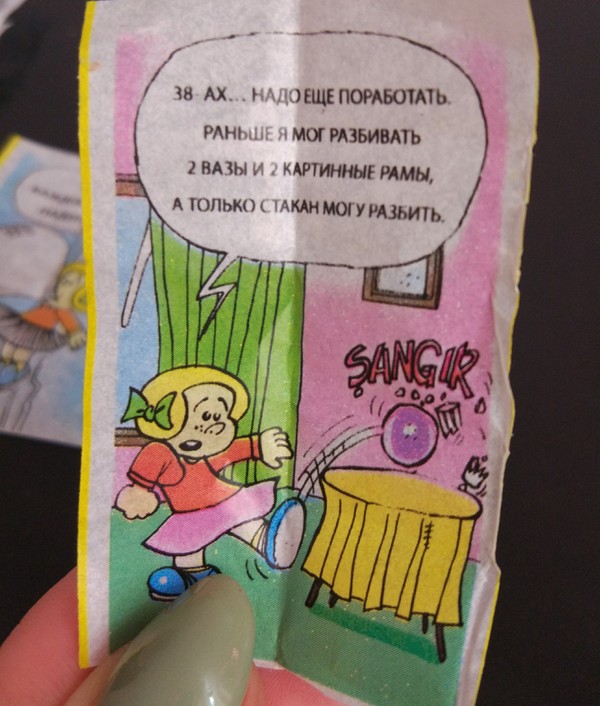 38 АХ... НАДО ЕЩЕ ПОРАБОТАТЬ.
РАНЬШЕ Я МОГ РАЗБИВАТЬ
2 ВАЗЫ И 2 КАРТИННЫЕ РАМЫ,
А ТОЛЬКО СТАКАН МОГУ РАЗБИТЬ.
ŞANGIR